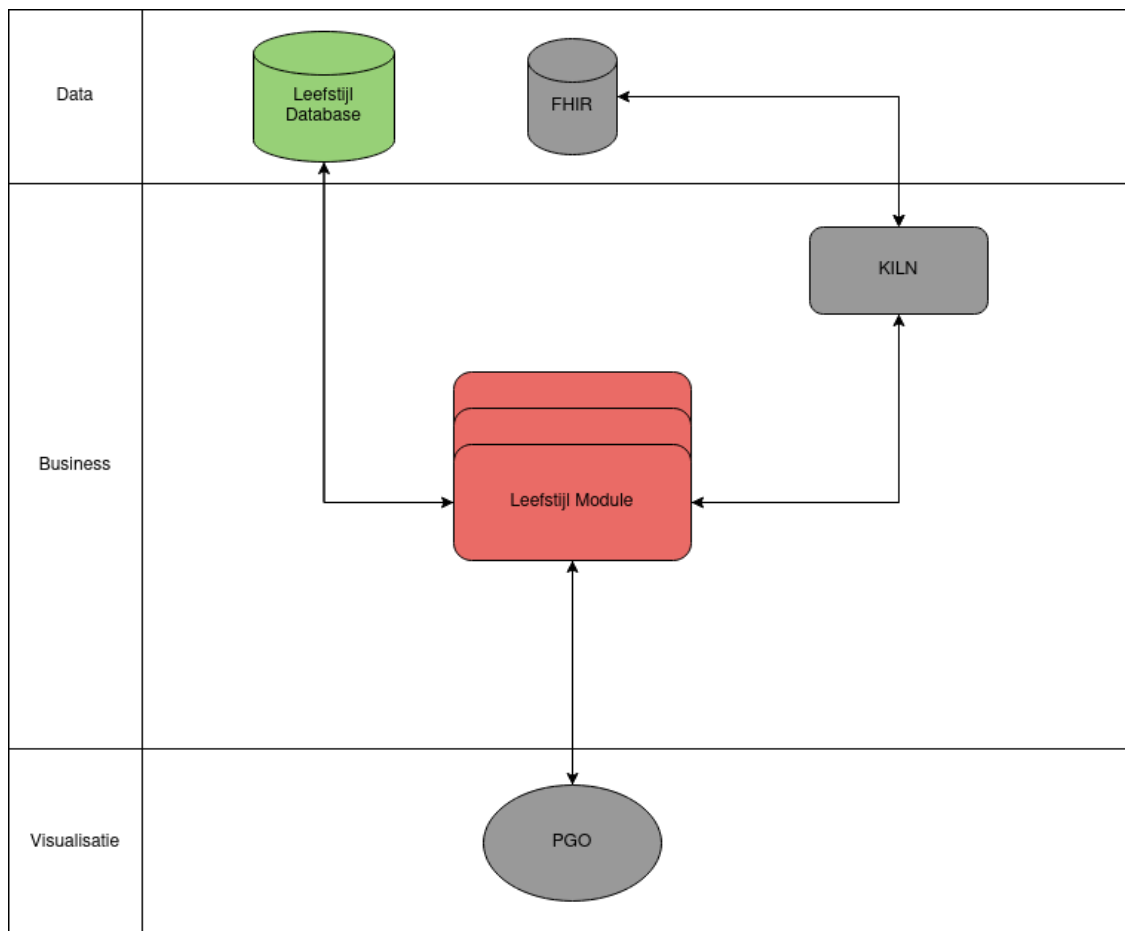 Data
Leefstijl
Database
FHIR
KILN
Business
Leefstijl Module
Visualisatie
PGO